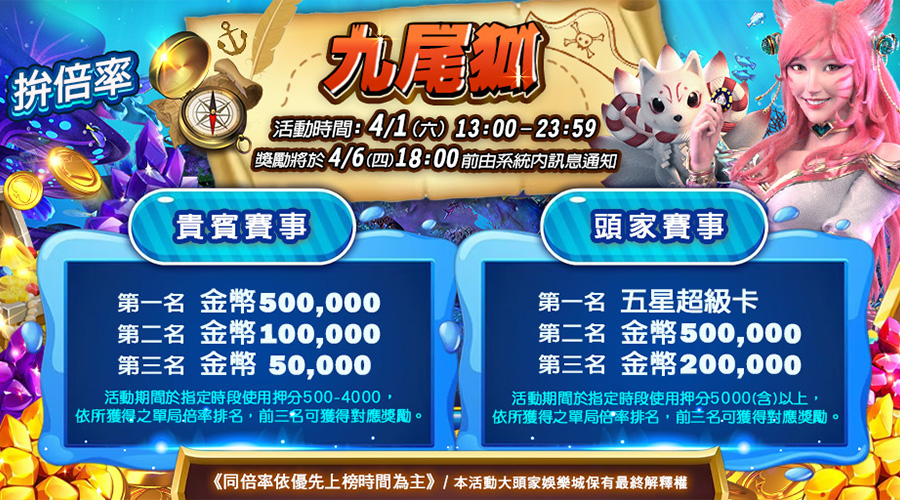 拚倍率
九尾狐
活動時間：4/1(六) 13:00-23:59
獎勵將於 4/6(四)18:00 前由系統內訊息通知
貴賓賽事
第一名 金幣500,000
第二名 金幣100,000
第三名 金幣 50,000
活動期間於指定時段使用押分500-4000，
依所獲得之單局倍率排名，前三名可獲得對應獎勵。
頭家賽事
第一名 五星超級卡
第二名 金幣500,000
第三名 金幣200,000
活動期間於指定時段使用押分5000(含)以上，
依所獲得之單局倍率排名，前三名可獲得對應獎勵。
《同倍率依優先上榜時間為主》/ 本活動大頭家娛樂城保有最終解釋權